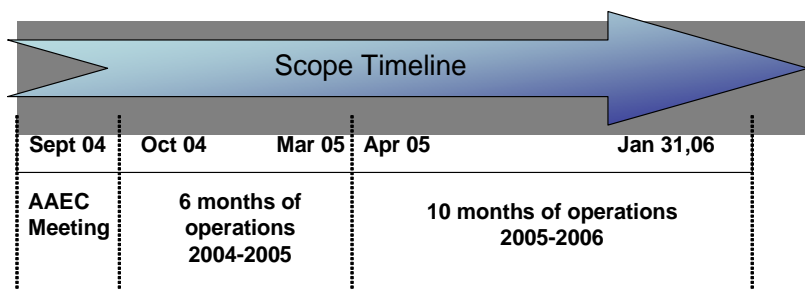 Scope Timeline
Sept 04 Oct 04 Mar 05 Apr 05 Jan 31,06
AAEC
Meeting
6 months of
operations
2004-2005
10 months of operations
2005-2006